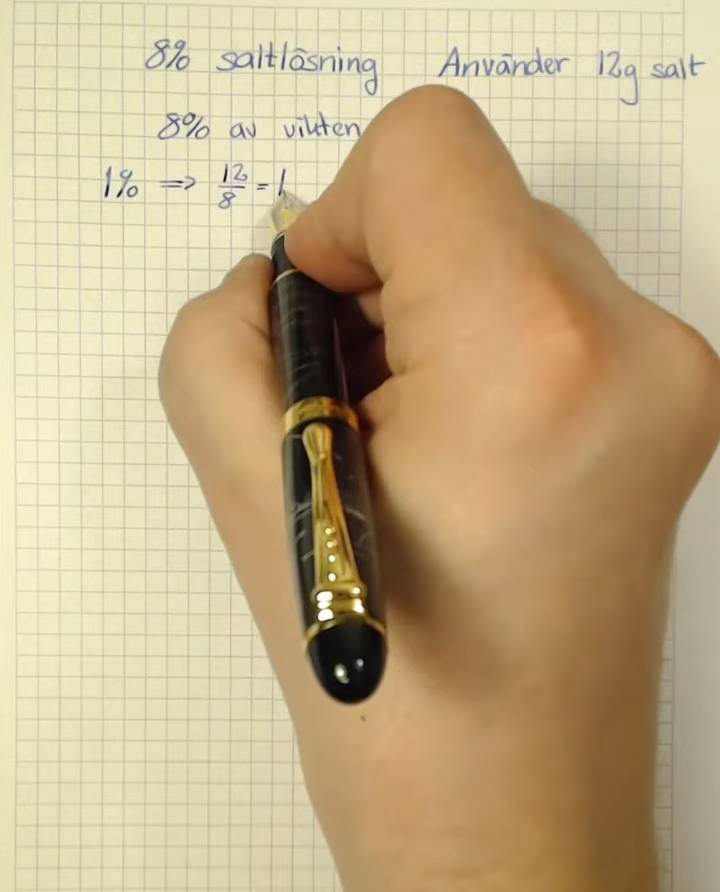 8% saltlösning Använder 12g salt
8% av vikten
1% => 12/8 = 1